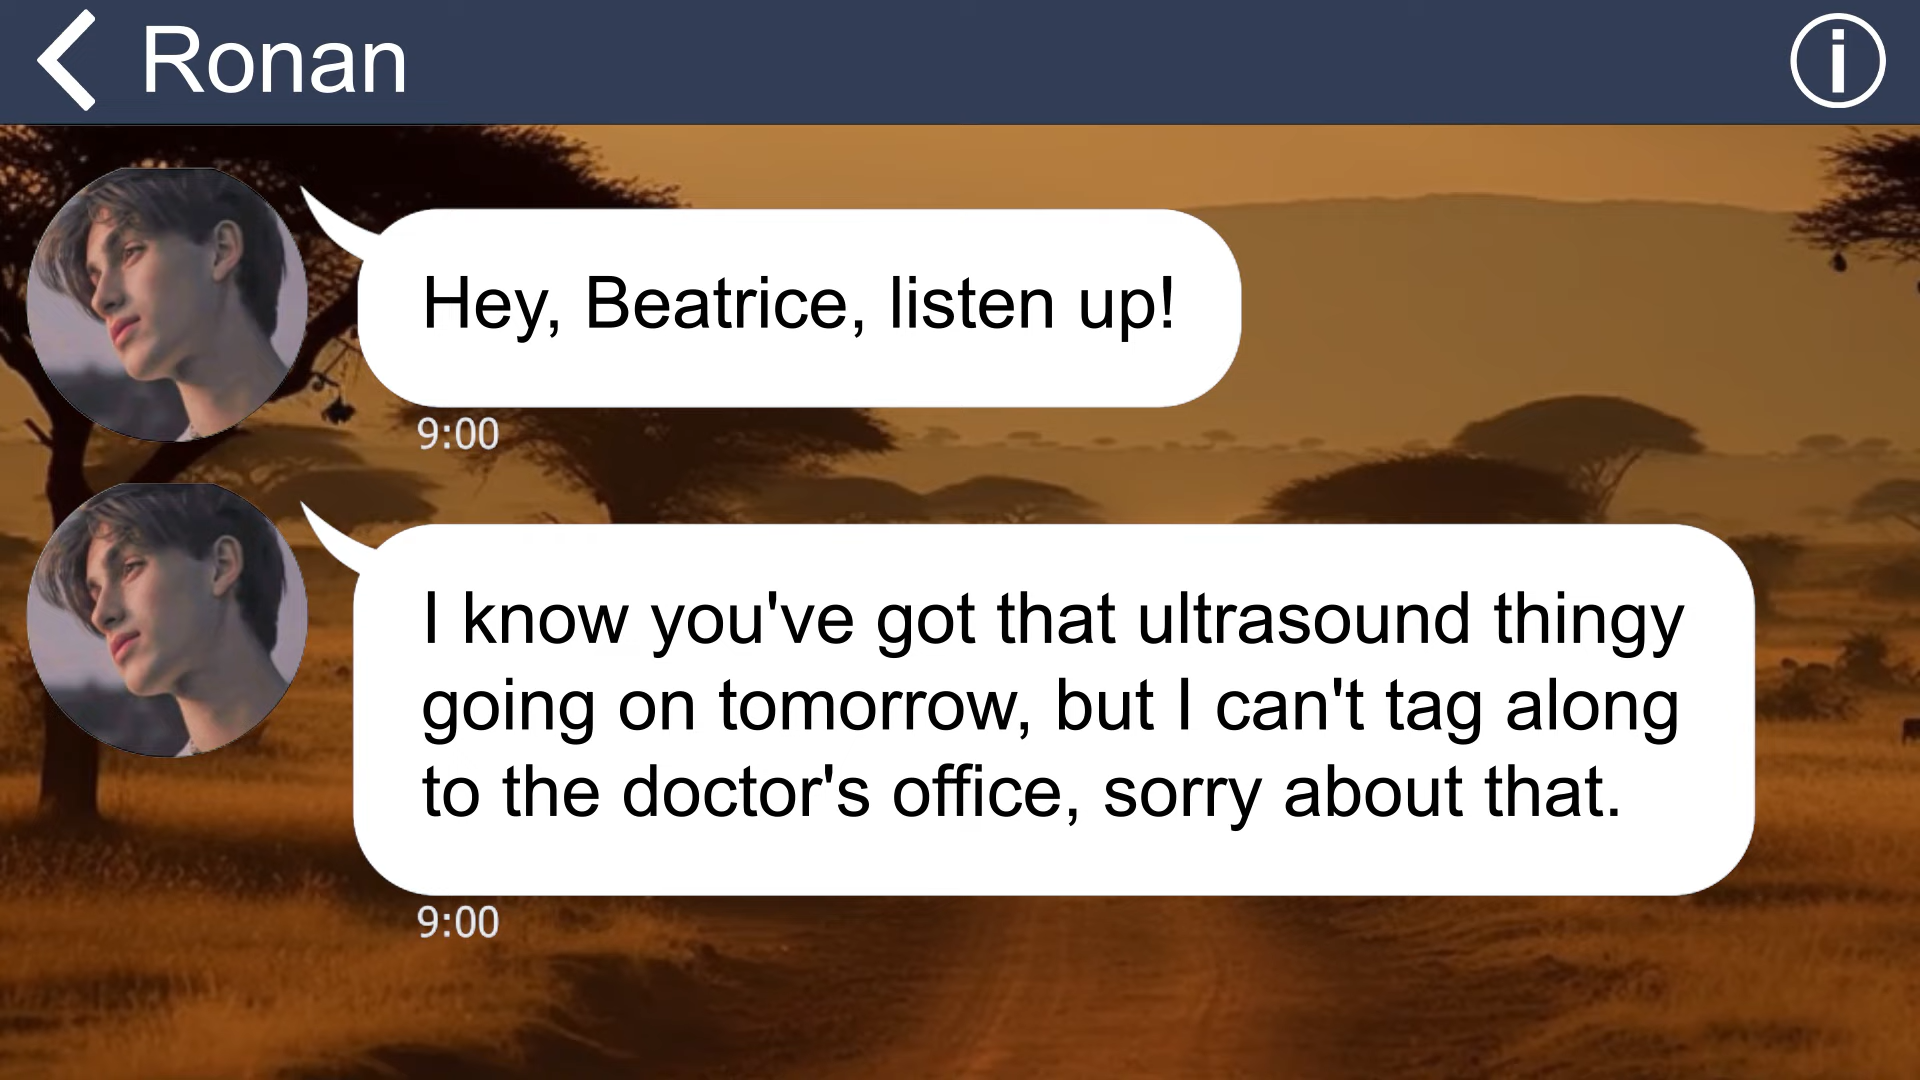 Ronan
Hey, Beatrice, listen up!
9:00
I know you've got that ultrasound thingy
going on tomorrow, but I can't tag along
to the doctor's office, sorry about that.
9:00